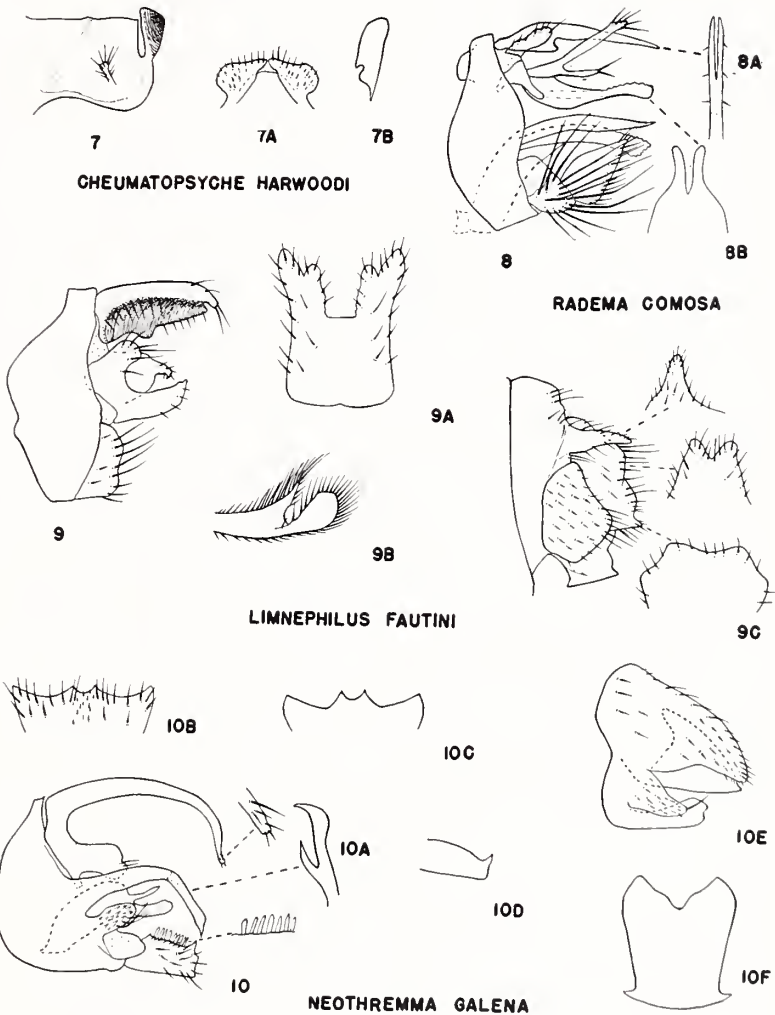 7
7A
7B
CHEUMATOPSYCHE HARWOODI
8
8A
8B
RADEMA COMOSA
9
9A
9B
9C
LIMNEPHILUS FAUTINI
10B
10C
10E
10A
10D
10
10F
NEOTHREMMA GALENA